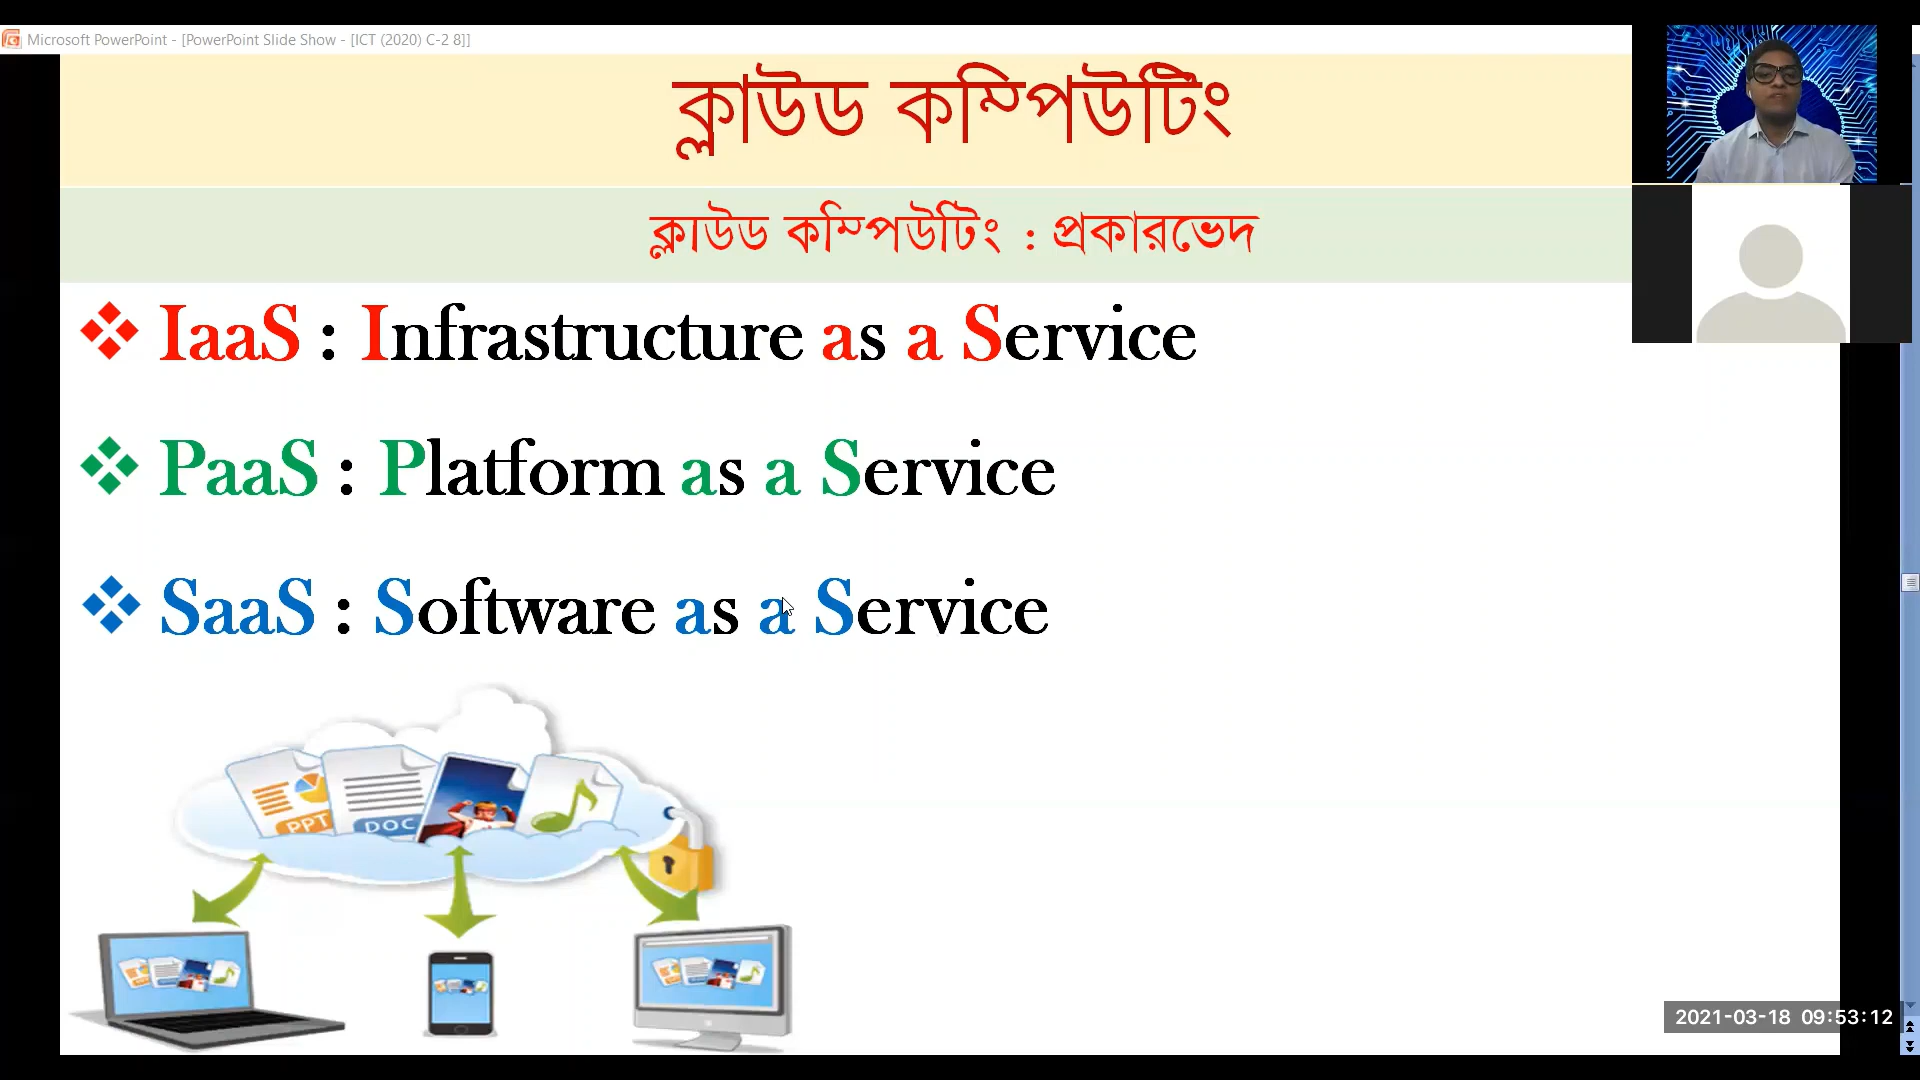 Microsoft PowerPoint - [PowerPoint Slide Show - [ICT (2020) C-2 8]]
ক্লাউড কম্পিউটিং
ক্লাউড কম্পিউটিং : প্রকারভেদ
IaaS : Infrastructure as a Service
PaaS : Platform as a Service
SaaS : Software as a Service
PPT
DOC
2021-03-18 09:53:12